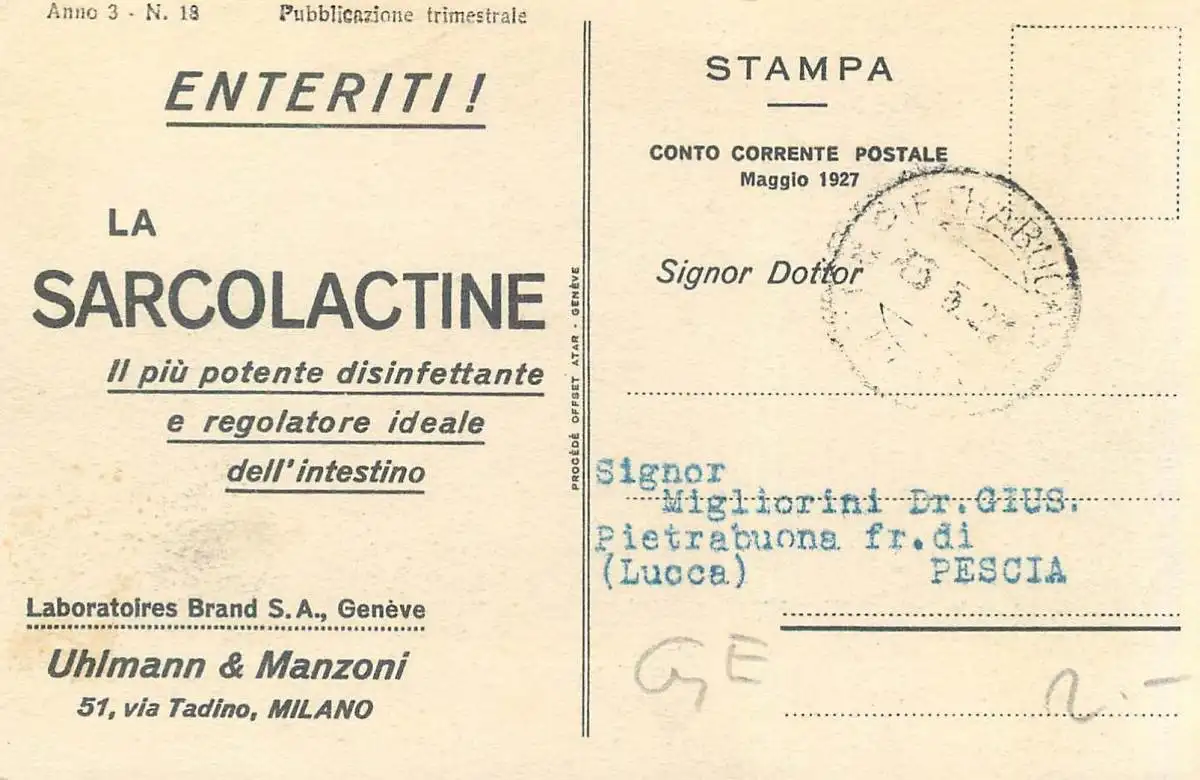 Anno 3 - N. 18 Pubblicazione trimestrale
ENTERITI!
LA
SARCOLACTINE
Il più potente disinfettante
e regolatore ideale
dell'intestino
Laboratoires Brand S.A., Genève
Uhlmann & Manzoni
51, via Tadino, MILANO
PROCÉDÉ OFFSET ATAR - GENÈVE
STAMPA
CONTO CORRENTE POSTALE
Maggio 1927
Signor Dottor
Signor
Migliorini Dr.GIUS.
Pietrabuona fr.di
(Lucca) PESCIA